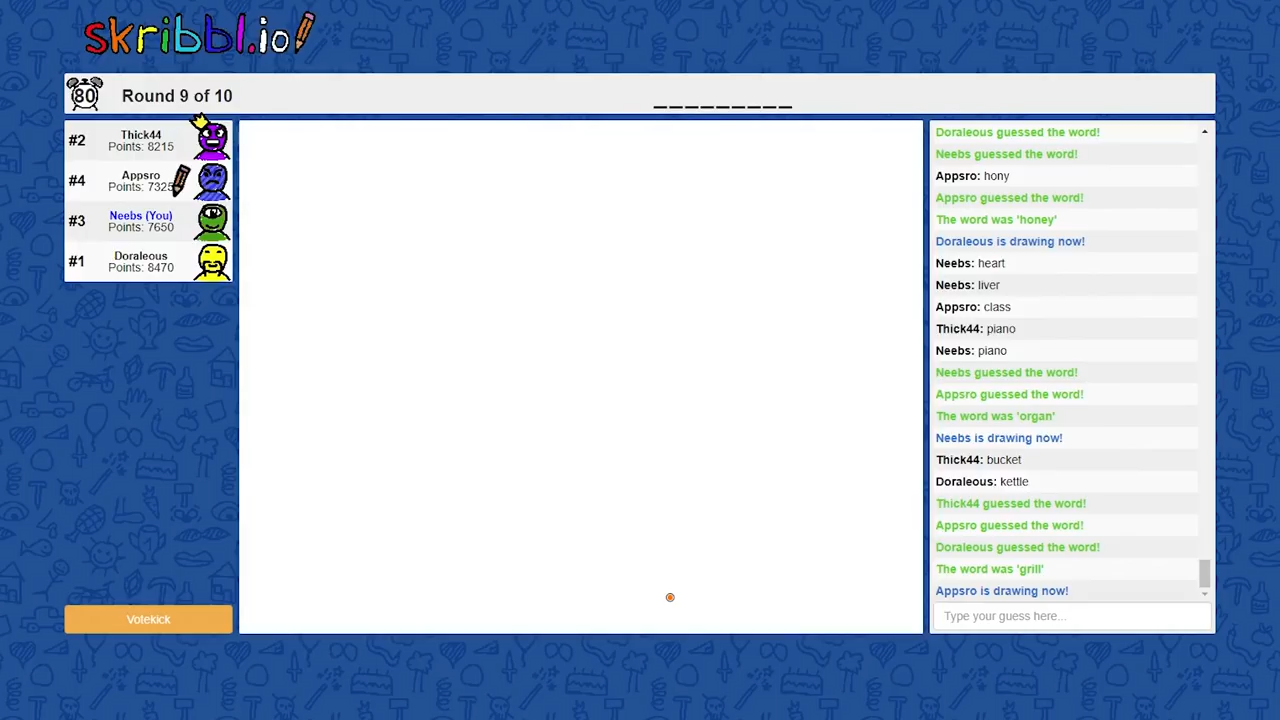 skribbl.io
80
Round 9 of 10
_________
#2
Thick44
Points: 8215
#4
Appsro
Points: 7325
#3
Neebs (You)
Points: 7650
#1
Doraleous
Points: 8470
Votekick
Doraleous guessed the word!
Neebs guessed the word!
Appsro: hony
Appsro guessed the word!
The word was 'honey'
Doraleous is drawing now!
Neebs: heart
Neebs: liver
Appsro: class
Thick44: piano
Neebs: piano
Neebs guessed the word!
Appsro guessed the word!
The word was 'organ'
Neebs is drawing now!
Thick44: bucket
Doraleous: kettle
Thick44 guessed the word!
Appsro guessed the word!
Doraleous guessed the word!
The word was 'grill'
Appsro is drawing now!
Type your guess here...